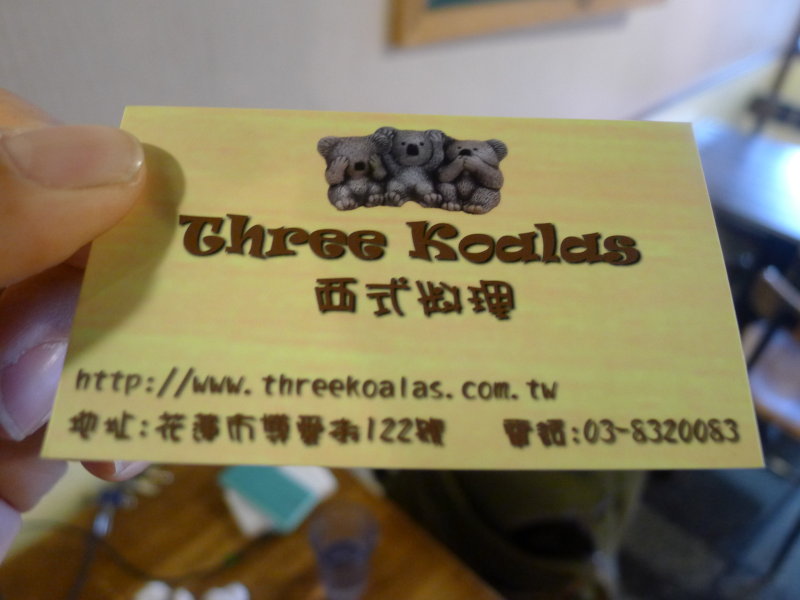 Three Koalas
西式料理
http://www.threekoalas.com.tw
地址:花蓮市博愛街122號 電話:03-8320083